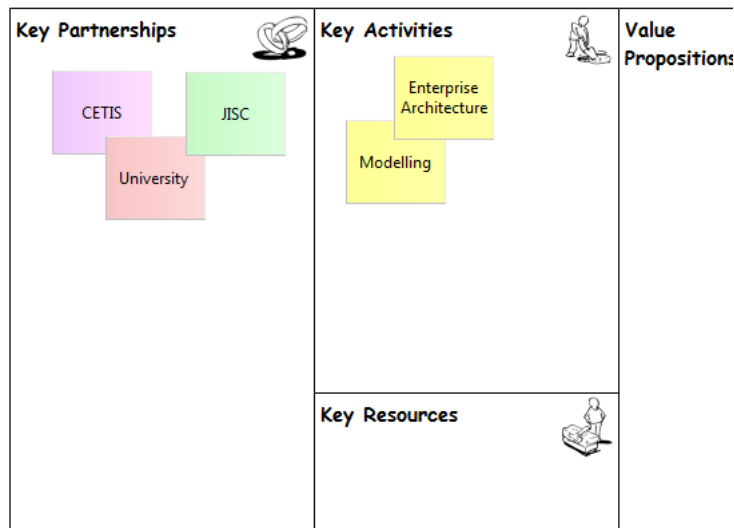 Key Partnerships
CETIS
JISC
University
Key Activities
Enterprise
Architecture
Modelling
Key Resources
Value
Propositions